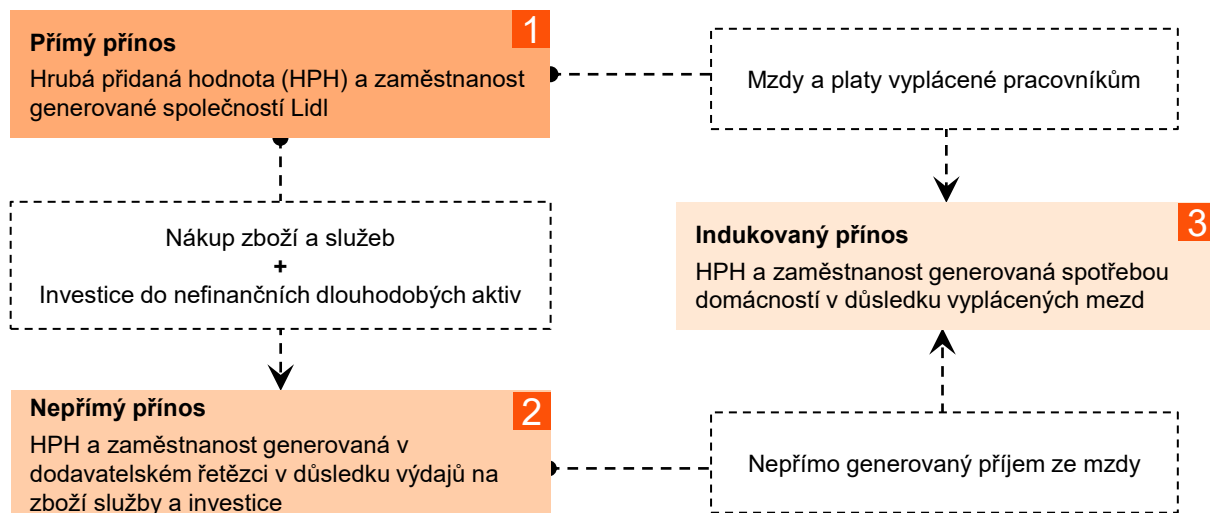 Přímý přínos
1
Hrubá přidaná hodnota (HPH) a zaměstnanost
generované společností Lidl
Mzdy a platy vyplácené pracovníkům
Nákup zboží a služeb
+
Investice do nefinančních dlouhodobých aktiv
Indukovaný přínos
3
HPH a zaměstnanost generovaná spotřebou
domácností v důsledku vyplácených mezd
Nepřímý přínos
2
HPH a zaměstnanost generovaná v
dodavatelském řetězci v důsledku výdajů na
zboží služby a investice
Nepřímo generovaný příjem ze mzdy